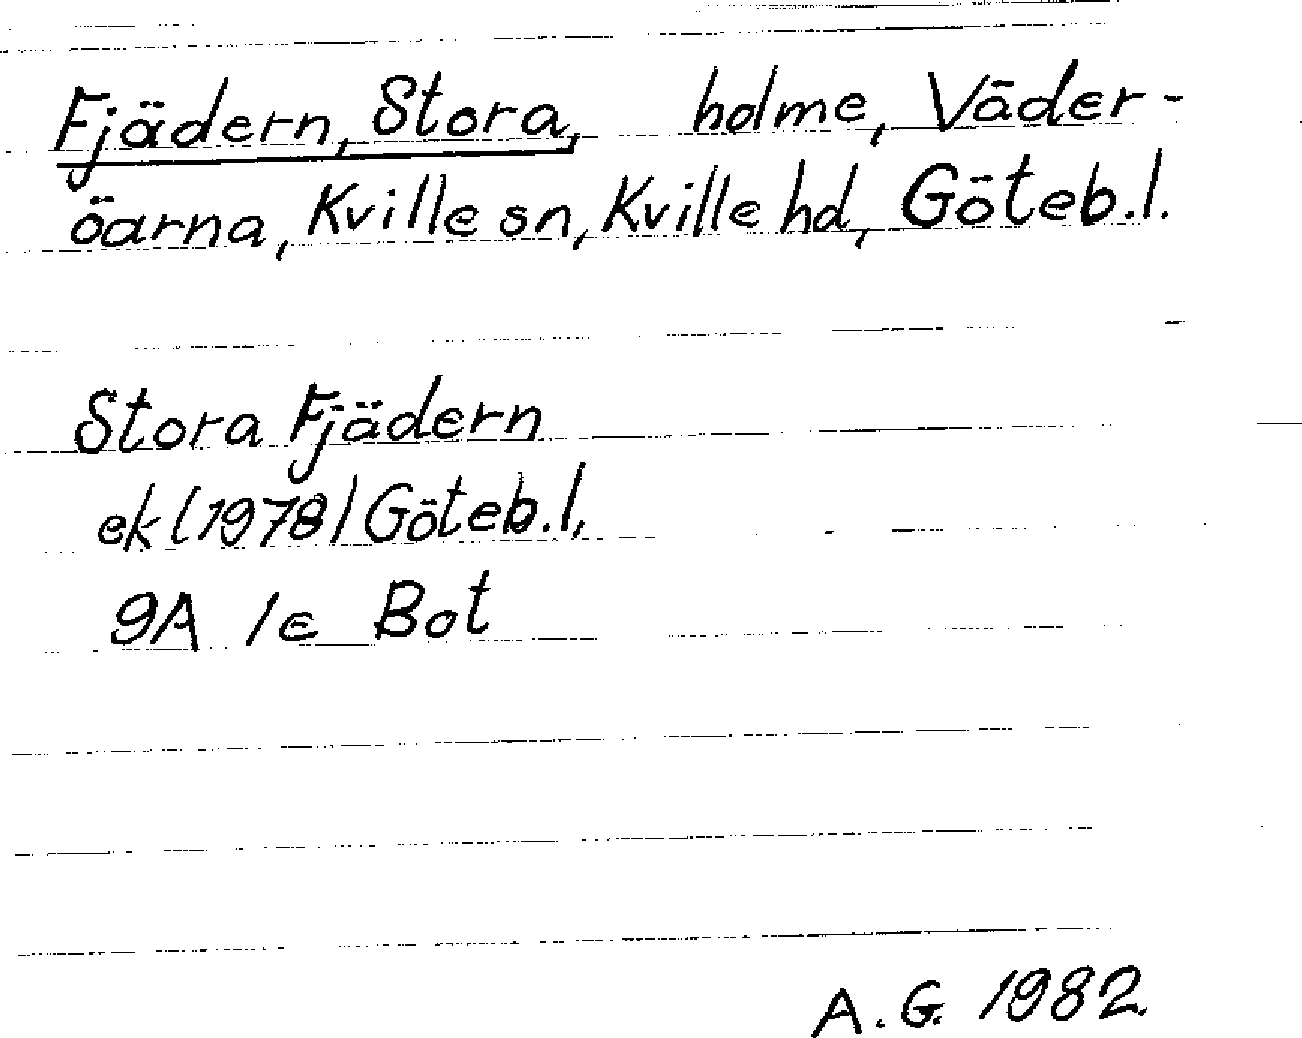 Fjädern, Stora, holme, Väder-
öarna, Kville sn, Kville hd, Göteb.l.
Stora Fjädern
ek (1978) Göteb.l.
9A 1e Bot
A.G. 1982